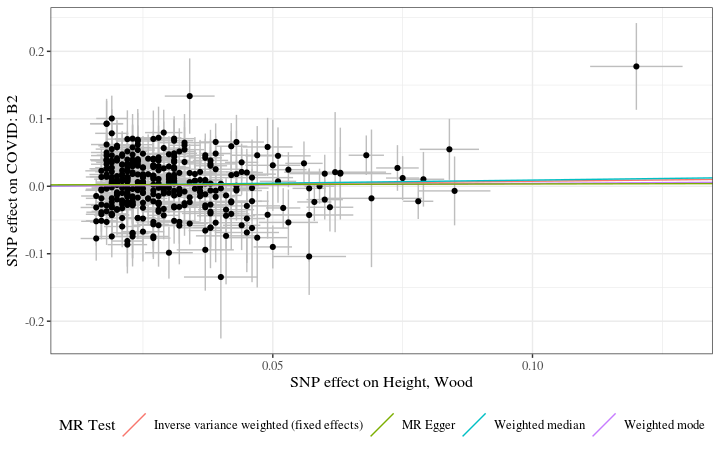 SNP effect on COVID: B2
0.2
0.1
0.0
-0.1
-0.2
0.05 0.10
SNP effect on Height, Wood
MR Test Inverse variance weighted (fixed effects) MR Egger Weighted median Weighted mode